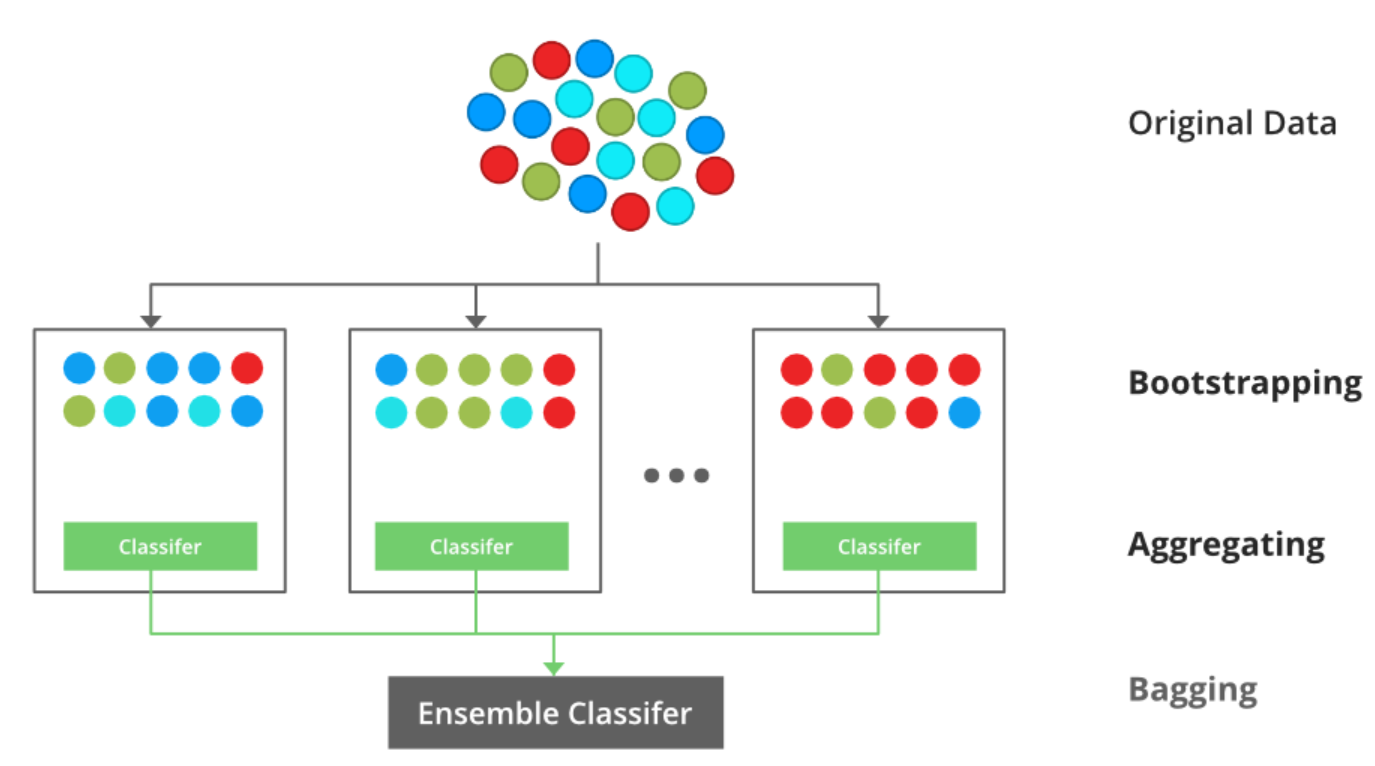 Original Data
Bootstrapping
Classifer
Classifer
Classifer
Aggregating
Ensemble Classifer
Bagging